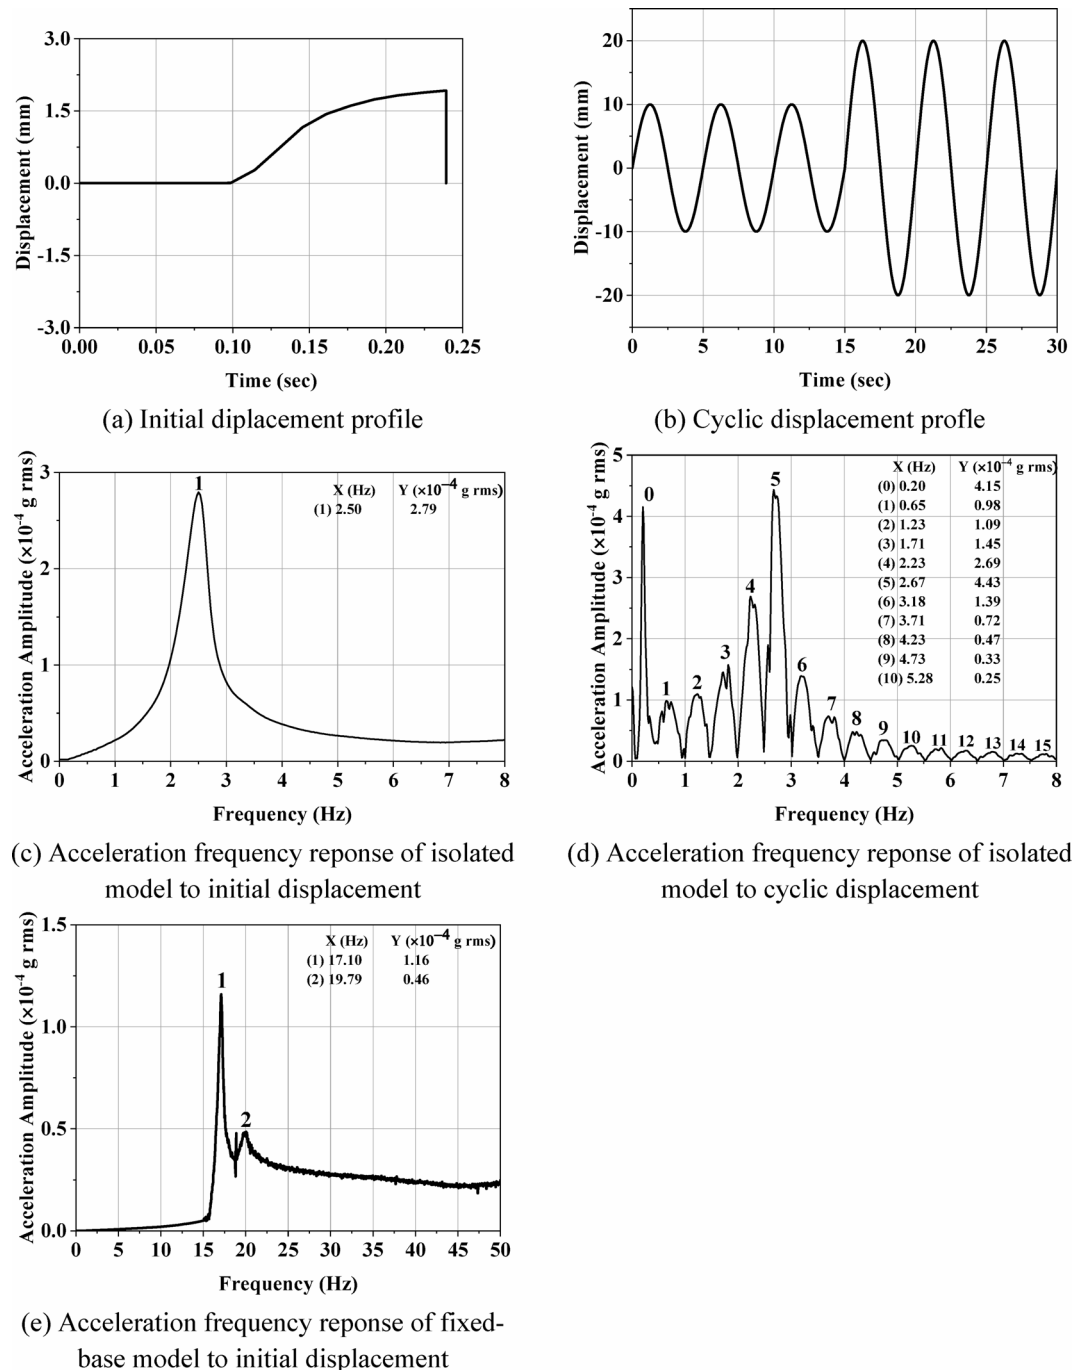 3.0
1.5
0.0
-1.5
-3.0
Displacement (mm)
0.00 0.05 0.10 0.15 0.20 0.25
Time (sec)
(a) Initial diplacement profile
20
10
0
-10
-20
Displacement (mm)
0 5 10 15 20 25 30
Time (sec)
(b) Cyclic displacement profle
3
2
1
0
Acceleration Amplitude (×10-4 g rms)
1
X (Hz) Y (×10−4 g rms)
(1) 2.50 2.79
0 1 2 3 4 5 6 7 8
Frequency (Hz)
(c) Acceleration frequency reponse of isolated
model to initial displacement
5
4
3
2
1
0
Acceleration Amplitude (×10-4 g rms)
X (Hz) Y (×10-4 g rms)
(0) 0.20 4.15
(1) 0.65 0.98
(2) 1.23 1.09
(3) 1.71 1.45
(4) 2.23 2.69
(5) 2.67 4.43
(6) 3.18 1.39
(7) 3.71 0.72
(8) 4.23 0.47
(9) 4.73 0.33
(10) 5.28 0.25
0 1 2 3 4 5 6 7 8 9 10 11 12 13 14 15
0 1 2 3 4 5 6 7 8
Frequency (Hz)
(d) Acceleration frequency reponse of isolated
model to cyclic displacement
1.5
1.0
0.5
0.0
Acceleration Amplitude (×10-4 g rms)
X (Hz) Y (×10−4 g rms)
(1) 17.10 1.16
(2) 19.79 0.46
1
2
0 5 10 15 20 25 30 35 40 45 50
Frequency (Hz)
(e) Acceleration frequency reponse of fixed-
base model to initial displacement